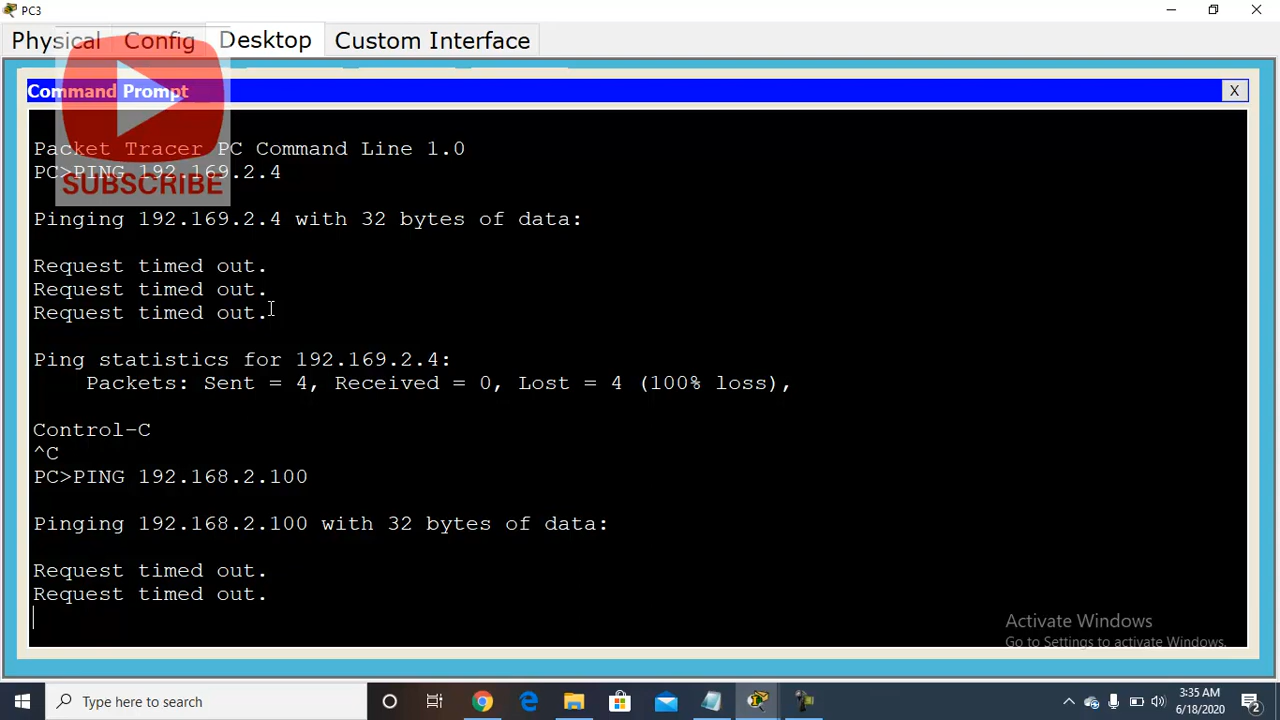 PC3
Physical Config Desktop Custom Interface
Command Prompt
SUBSCRIBE
Packet Tracer PC Command Line 1.0
PC>PING 192.169.2.4
Pinging 192.169.2.4 with 32 bytes of data:
Request timed out.
Request timed out.
Request timed out.
Ping statistics for 192.169.2.4:
Packets: Sent = 4, Received = 0, Lost = 4 (100% loss),
Control-C
^C
PC>PING 192.168.2.100
Pinging 192.168.2.100 with 32 bytes of data:
Request timed out.
Request timed out.
Activate Windows
Go to Settings to activate Windows.
Type here to search
3:35 AM
6/18/2020
2